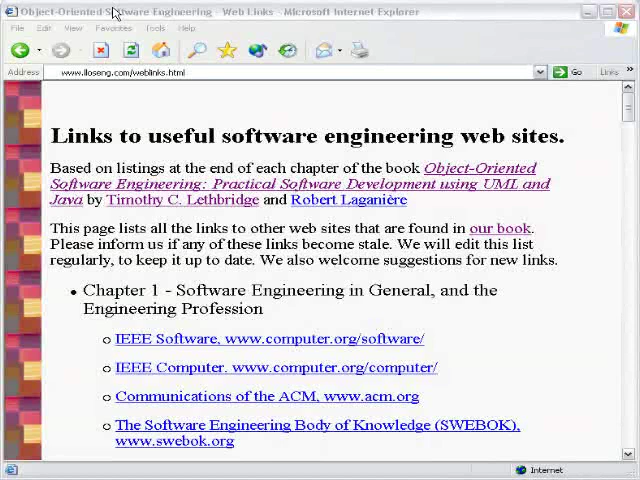 Object-Oriented Software Engineering - Web Links - Microsoft Internet Explorer
File Edit View Favorites Tools Help
Address www.lloseng.com/weblinks.html Go Links »
Links to useful software engineering web sites.
Based on listings at the end of each chapter of the book Object-Oriented
Software Engineering: Practical Software Development using UML and
Java by Timothy C. Lethbridge and Robert Laganière
This page lists all the links to other web sites that are found in our book.
Please inform us if any of these links become stale. We will edit this list
regularly, to keep it up to date. We also welcome suggestions for new links.
• Chapter 1 - Software Engineering in General, and the
Engineering Profession
o IEEE Software, www.computer.org/software/
o IEEE Computer. www.computer.org/computer/
o Communications of the ACM, www.acm.org
o The Software Engineering Body of Knowledge (SWEBOK),
www.swebok.org
Internet